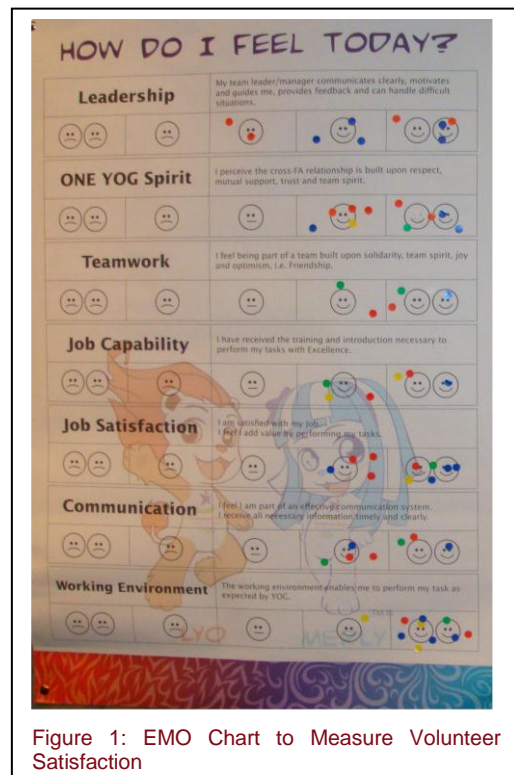 HOW DO I FEEL TODAY?
Leadership
My team leader/manager communicates clearly, motivates
and guides me, provides feedback and can handle difficult
situations.
ONE YOG Spirit
I perceive the cross-FA relationship is built upon respect,
mutual support, trust and team spirit.
Teamwork
I feel being part of a team built upon solidarity, team spirit, joy
and optimism, i.e. Friendship.
Job Capability
I have received the training and introduction necessary to
perform my tasks with Excellence.
Job Satisfaction
I am satisfied with my Job.
I feel I add value by performing my tasks.
Communication
I feel I am part of an effective communication system.
I receive all necessary information timely and clearly.
Working Environment
The working environment enables me to perform my task as
expected by YOG.
LYO
MERLY
Figure 1: EMO Chart to Measure Volunteer
Satisfaction